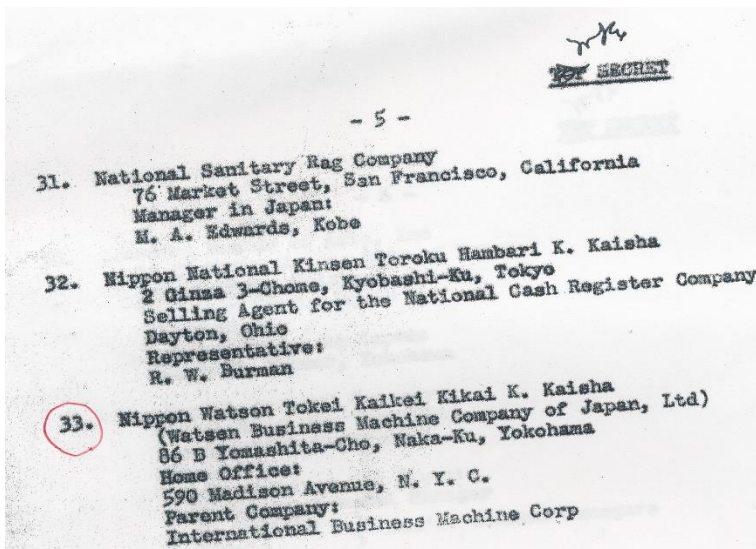 TOP SECRET
- 5 -
31. National Sanitary Rag Company
76 Market Street, San Francisco, California
Manager in Japan:
M. A. Edwards, Kobe
32. Nippon National Kinsen Toroku Hambari K. Kaisha
2 Ginza 3-Chome, Kyobashi-Ku, Tokyo
Selling Agent for the National Cash Register Company
Dayton, Ohio
Representative:
R. W. Burman
33. Nippon Watson Tokei Kaikei Kikai K. Kaisha
(Watsen Business Machine Company of Japan, Ltd)
86 B Yomashita-Cho, Naka-Ku, Yokohama
Home Office:
590 Madison Avenue, N. Y. C.
Parent Company:
International Business Machine Corp